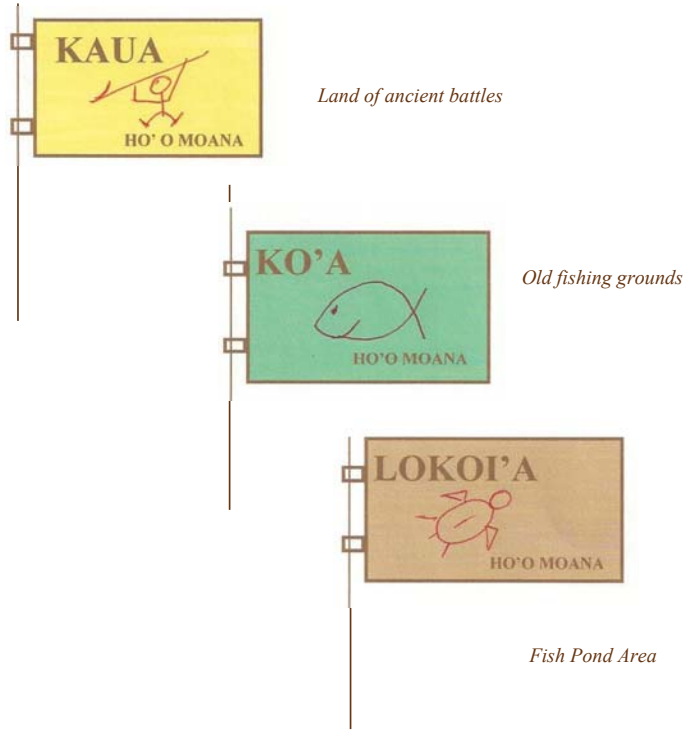 KAUA
HO' O MOANA
Land of ancient battles
KO'A
HO'O MOANA
Old fishing grounds
LOKOI'A
HO'O MOANA
Fish Pond Area